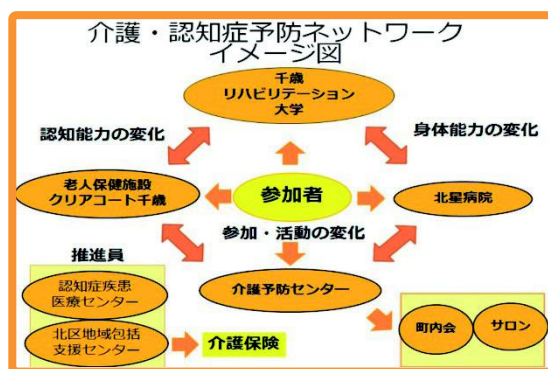 介護・認知症予防ネットワーク
イメージ図
千歳
リハビリテーション
大学
認知能力の変化
身体能力の変化
老人保健施設
クリアコート千歳
参加者
北星病院
参加・活動の変化
推進員
認知症疾患
医療センター
介護予防センター
北区地域包括
支援センター
介護保険
町内会
サロン